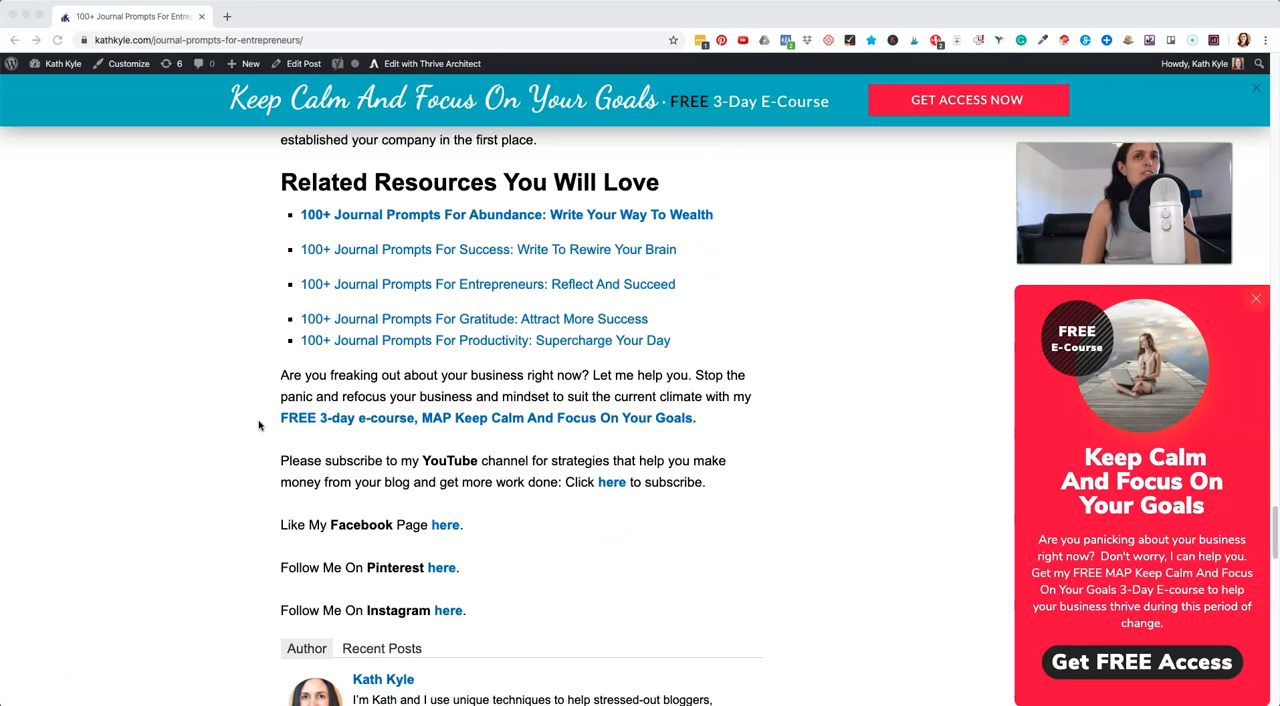 100+ Journal Prompts For Entre
kathkyle.com/journal-prompts-for-entrepreneurs/
1
2
2
Kath Kyle
Customize
6
0
New
Edit Post
Edit with Thrive Architect
Howdy, Kath Kyle
Keep Calm And Focus On Your Goals · FREE 3-Day E-Course
GET ACCESS NOW
established your company in the first place.
Related Resources You Will Love
100+ Journal Prompts For Abundance: Write Your Way To Wealth
100+ Journal Prompts For Success: Write To Rewire Your Brain
100+ Journal Prompts For Entrepreneurs: Reflect And Succeed
100+ Journal Prompts For Gratitude: Attract More Success
100+ Journal Prompts For Productivity: Supercharge Your Day
Are you freaking out about your business right now? Let me help you. Stop the
panic and refocus your business and mindset to suit the current climate with my
FREE 3-day e-course, MAP Keep Calm And Focus On Your Goals.
Please subscribe to my YouTube channel for strategies that help you make
money from your blog and get more work done: Click here to subscribe.
Like My Facebook Page here.
Follow Me On Pinterest here.
Follow Me On Instagram here.
Author
Recent Posts
Kath Kyle
I'm Kath and I use unique techniques to help stressed-out bloggers,
FREE
E-Course
Keep Calm
And Focus On
Your Goals
Are you panicking about your business
right now? Don't worry, I can help you.
Get my FREE MAP Keep Calm And Focus
On Your Goals 3-Day E-course to help
your business thrive during this period of
change.
Get FREE Access